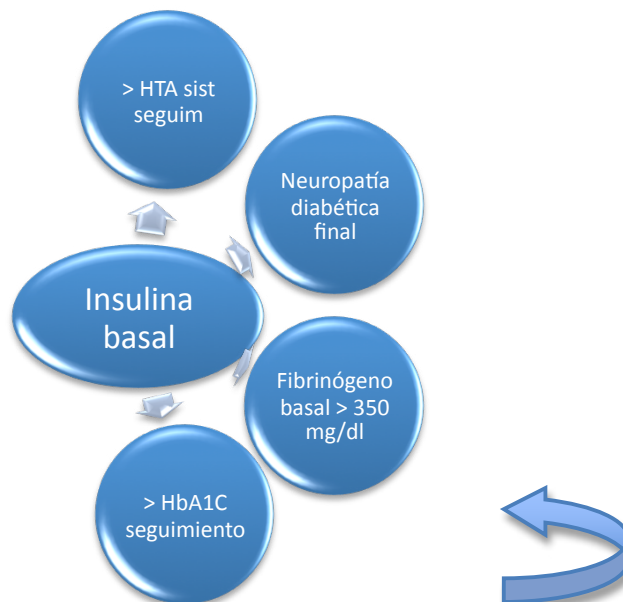 > HTA sist
seguim
Neuropatía
diabética
final
Insulina
basal
Fibrinógeno
basal > 350
mg/dl
> HbA1C
seguimiento